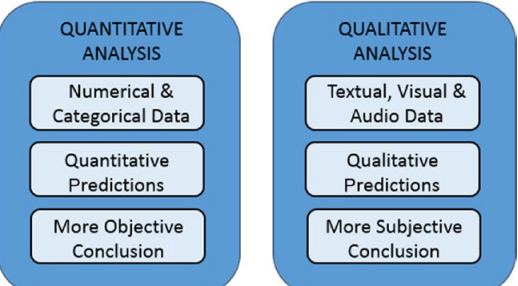 QUANTITATIVE
ANALYSIS
Numerical &
Categorical Data
Quantitative
Predictions
More Objective
Conclusion
QUALITATIVE
ANALYSIS
Textual, Visual &
Audio Data
Qualitative
Predictions
More Subjective
Conclusion